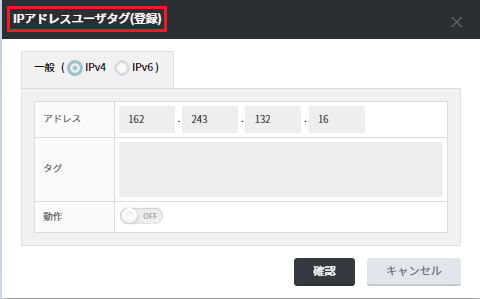 IPアドレスユーザタグ(登録)
一般 ( IPv4 IPv6 )
アドレス 162 . 243 . 132 . 16
タグ
動作 OFF
確認 キャンセル